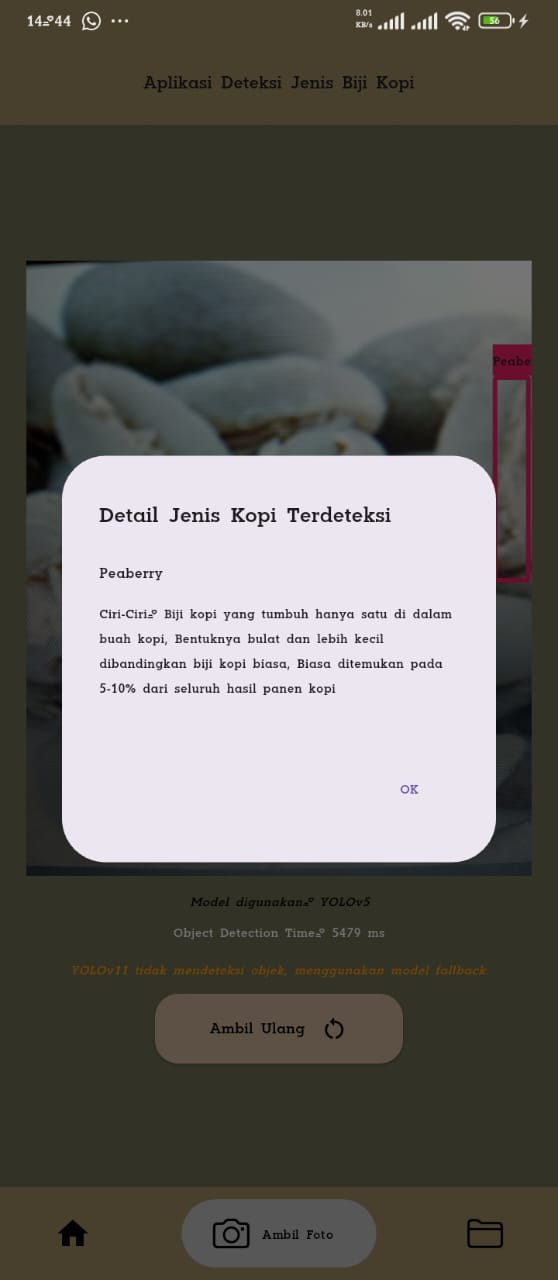 14:44
8.01
KB/s
56
Aplikasi Deteksi Jenis Biji Kopi
Peabe
Detail Jenis Kopi Terdeteksi
Peaberry
Ciri-Ciri: Biji kopi yang tumbuh hanya satu di dalam
buah kopi, Bentuknya bulat dan lebih kecil
dibandingkan biji kopi biasa, Biasa ditemukan pada
5-10% dari seluruh hasil panen kopi
OK
Model digunakan: YOLOv5
Object Detection Time: 5479 ms
YOLOv11 tidak mendeteksi objek, menggunakan model fallback.
Ambil Ulang
Ambil Foto